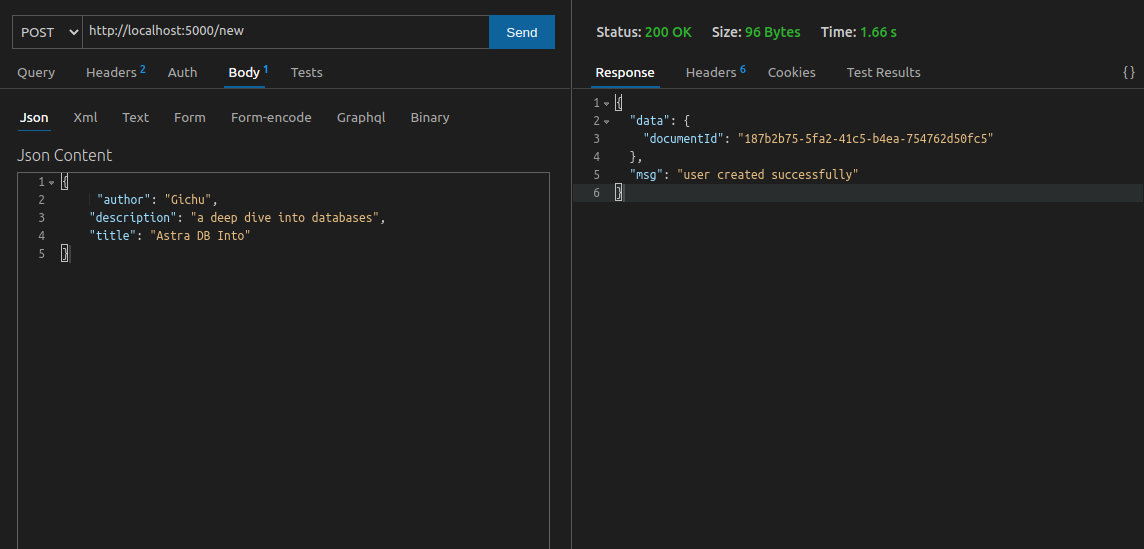 POST http://localhost:5000/new Send
Query Headers 2 Auth Body 1 Tests
Json Xml Text Form Form-encode Graphql Binary
Json Content
1 {
2 "author": "Gichu",
3 "description": "a deep dive into databases",
4 "title": "Astra DB Into"
5 }
Status: 200 OK Size: 96 Bytes Time: 1.66 s
Response Headers 6 Cookies Test Results {}
1 {
2 "data": {
3 "documentId": "187b2b75-5fa2-41c5-b4ea-754762d50fc5"
4 },
5 "msg": "user created successfully"
6 }